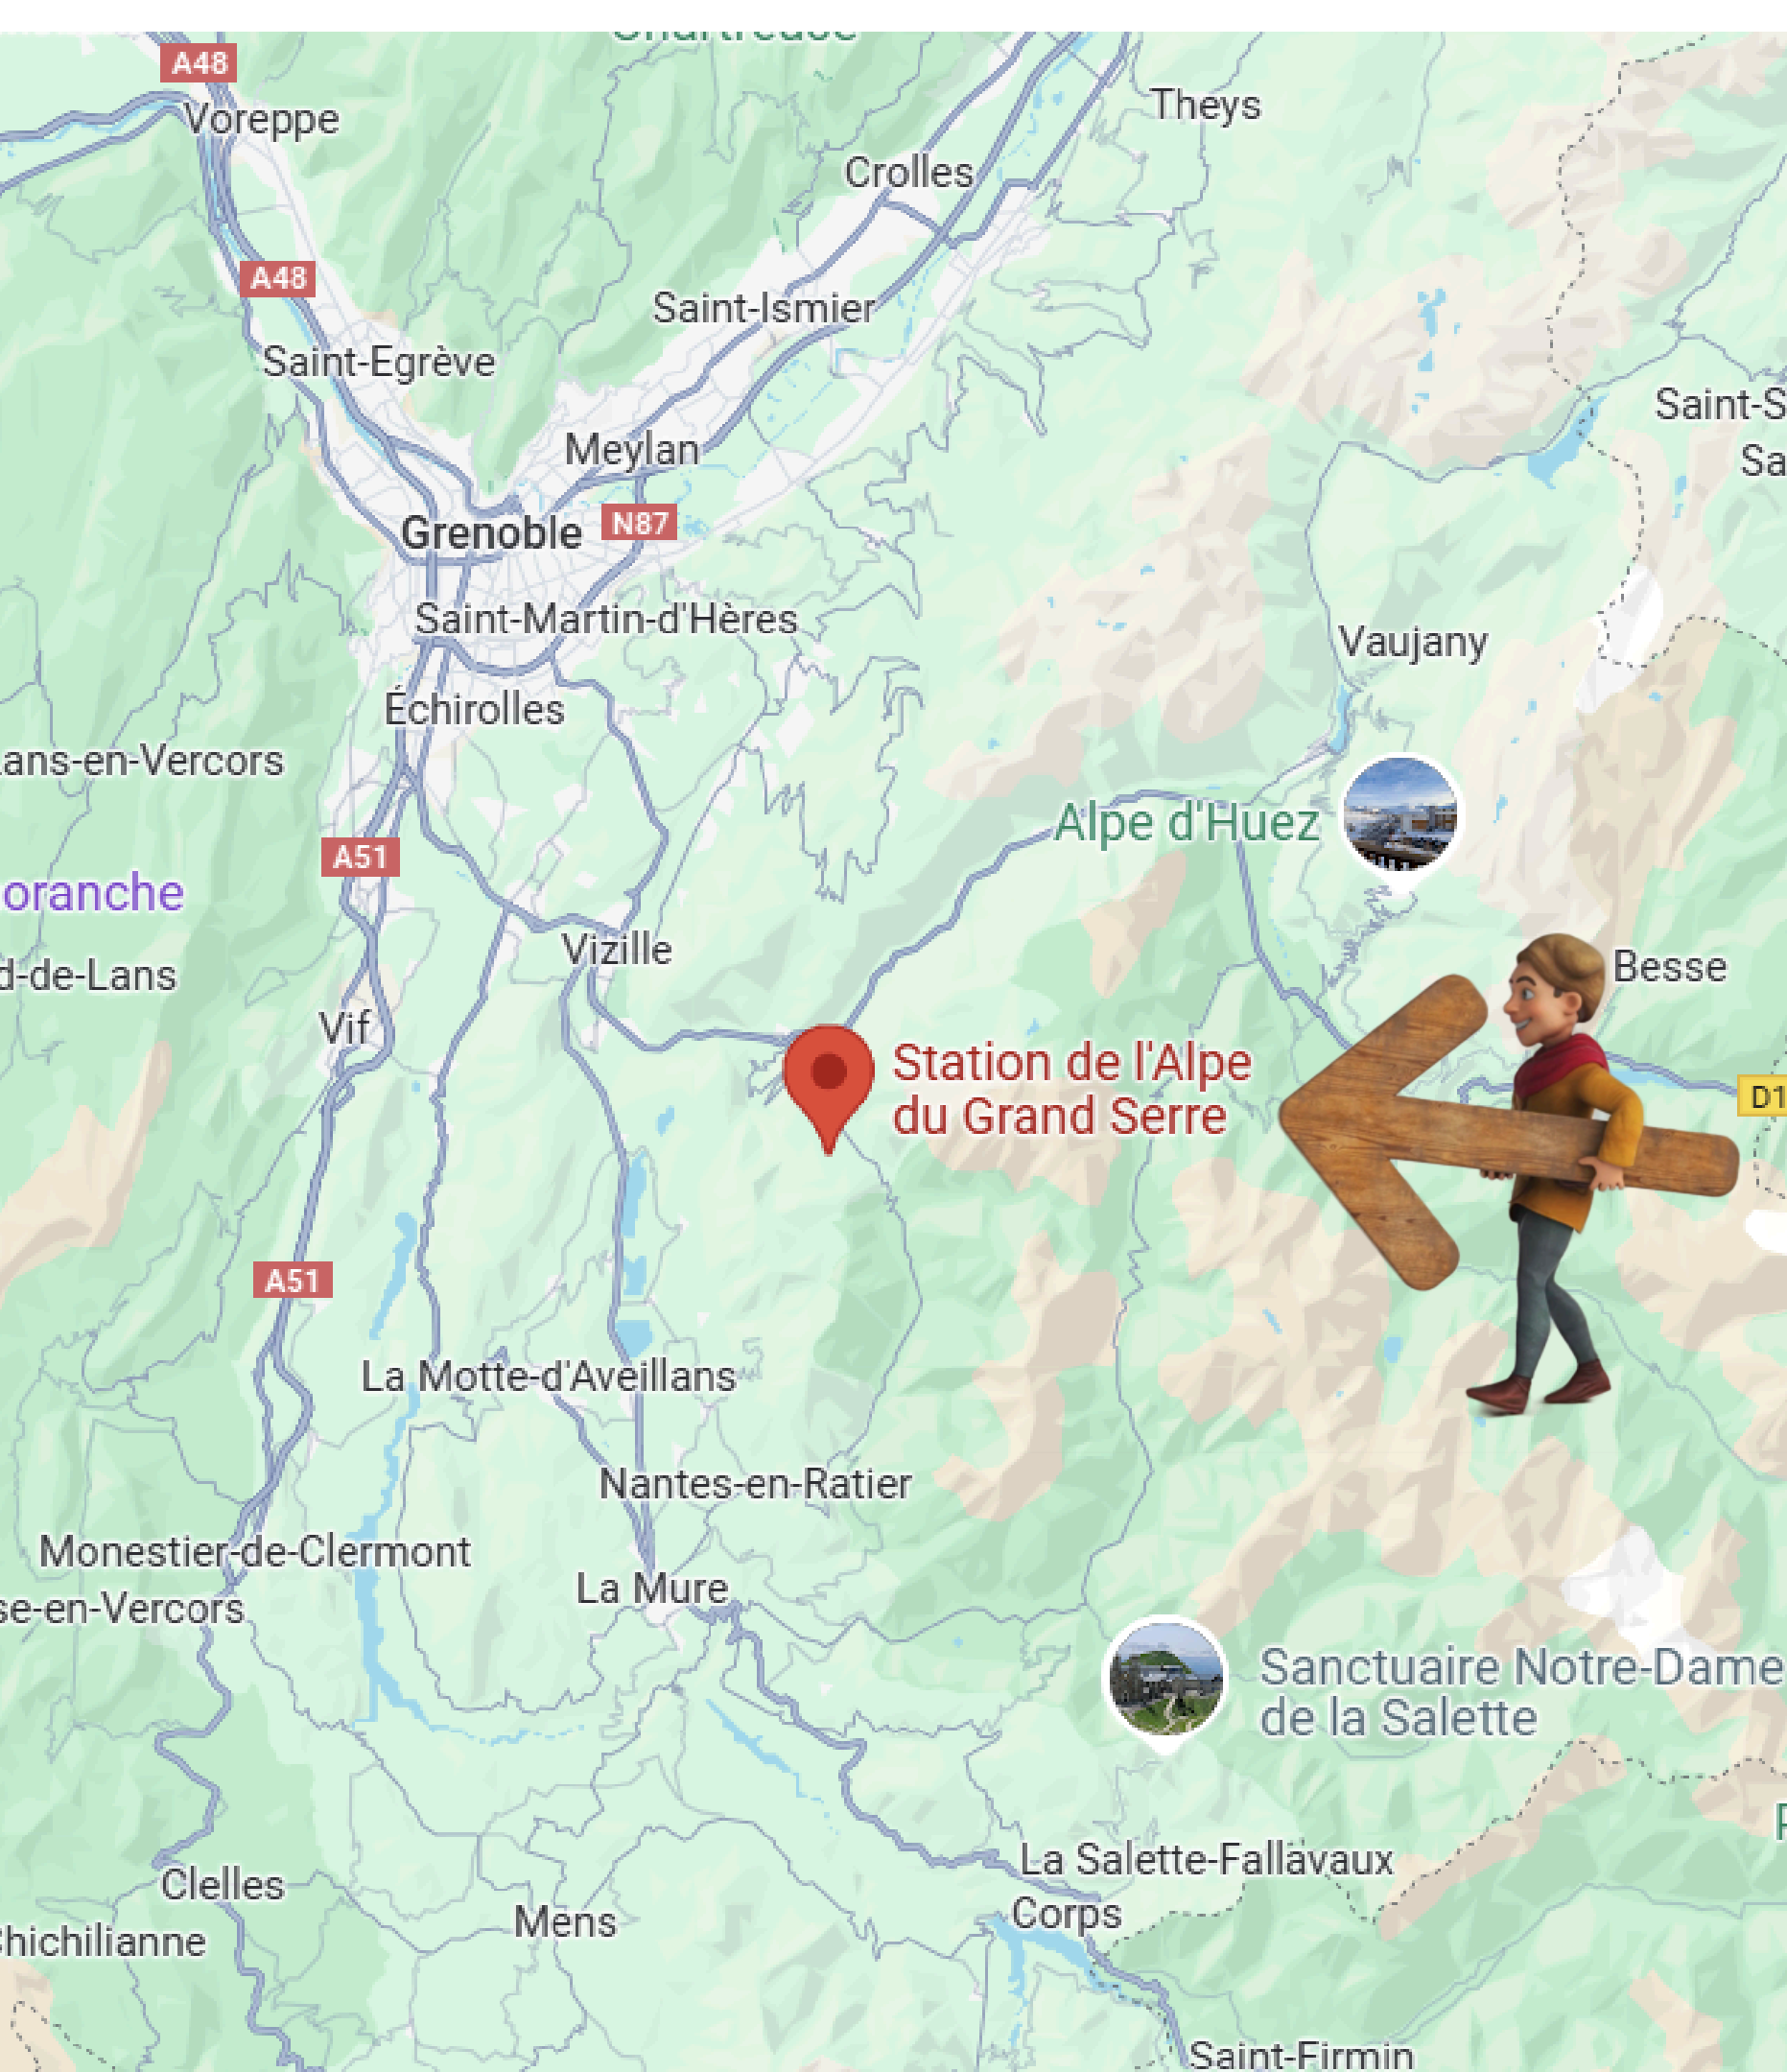 Chartreuse
A48
Voreppe
Theys
Crolles
A48
Saint-Ismier
Saint-Egrève
Saint-S
Meylan
Sa
Grenoble
N87
Saint-Martin-d'Hères
Vaujany
Échirolles
Lans-en-Vercors
Alpe d'Huez
A51
oranche
Vizille
Besse
d-de-Lans
Vif
Station de l'Alpe
du Grand Serre
D1
A51
La Motte-d'Aveillans
Nantes-en-Ratier
Monestier-de-Clermont
La Mure
se-en-Vercors
Sanctuaire Notre-Dame
de la Salette
P
La Salette-Fallavaux
Clelles
Corps
Mens
Chichilianne
Saint-Firmin